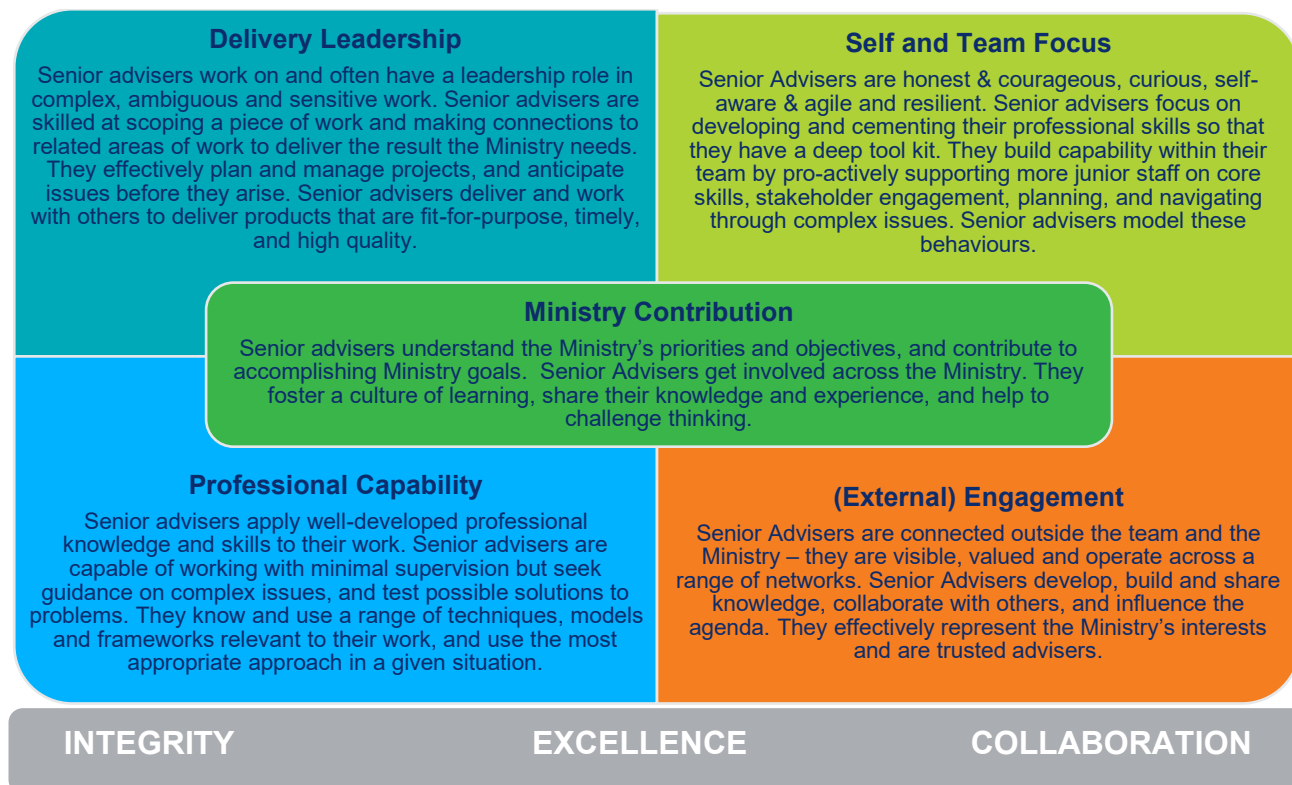 Delivery Leadership
Senior advisers work on and often have a leadership role in
complex, ambiguous and sensitive work. Senior advisers are
skilled at scoping a piece of work and making connections to
related areas of work to deliver the result the Ministry needs.
They effectively plan and manage projects, and anticipate
issues before they arise. Senior advisers deliver and work
with others to deliver products that are fit-for-purpose, timely,
and high quality.
Self and Team Focus
Senior Advisers are honest & courageous, curious, self-
aware & agile and resilient. Senior advisers focus on
developing and cementing their professional skills so that
they have a deep tool kit. They build capability within their
team by pro-actively supporting more junior staff on core
skills, stakeholder engagement, planning, and navigating
through complex issues. Senior advisers model these
behaviours.
Ministry Contribution
Senior advisers understand the Ministry’s priorities and objectives, and contribute to
accomplishing Ministry goals.  Senior Advisers get involved across the Ministry. They
foster a culture of learning, share their knowledge and experience, and help to
challenge thinking.
Professional Capability
Senior advisers apply well-developed professional
knowledge and skills to their work. Senior advisers are
capable of working with minimal supervision but seek
guidance on complex issues, and test possible solutions to
problems. They know and use a range of techniques, models
and frameworks relevant to their work, and use the most
appropriate approach in a given situation.
(External) Engagement
Senior Advisers are connected outside the team and the
Ministry – they are visible, valued and operate across a
range of networks. Senior Advisers develop, build and share
knowledge, collaborate with others, and influence the
agenda. They effectively represent the Ministry’s interests
and are trusted advisers.
INTEGRITY EXCELLENCE COLLABORATION